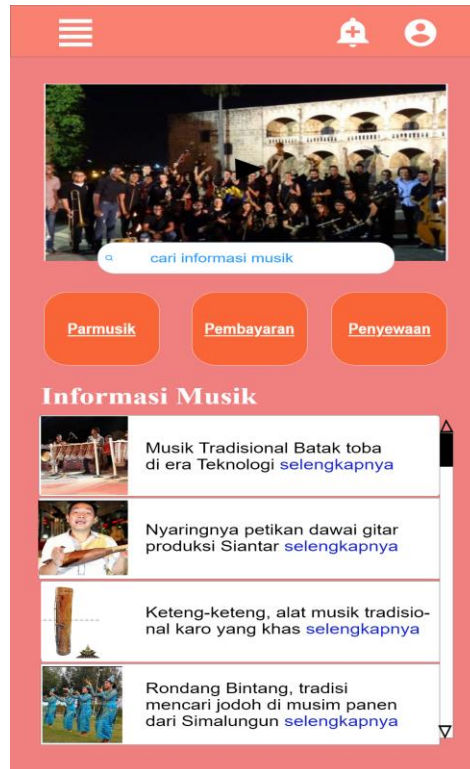 cari informasi musik
Parmusik
Pembayaran
Penyewaan
Informasi Musik
Musik Tradisional Batak toba
di era Teknologi selengkapnya
Nyaringnya petikan dawai gitar
produksi Siantar selengkapnya
Keteng-keteng, alat musik tradisio-
nal karo yang khas selengkapnya
Rondang Bintang, tradisi
mencari jodoh di musim panen
dari Simalungun selengkapnya